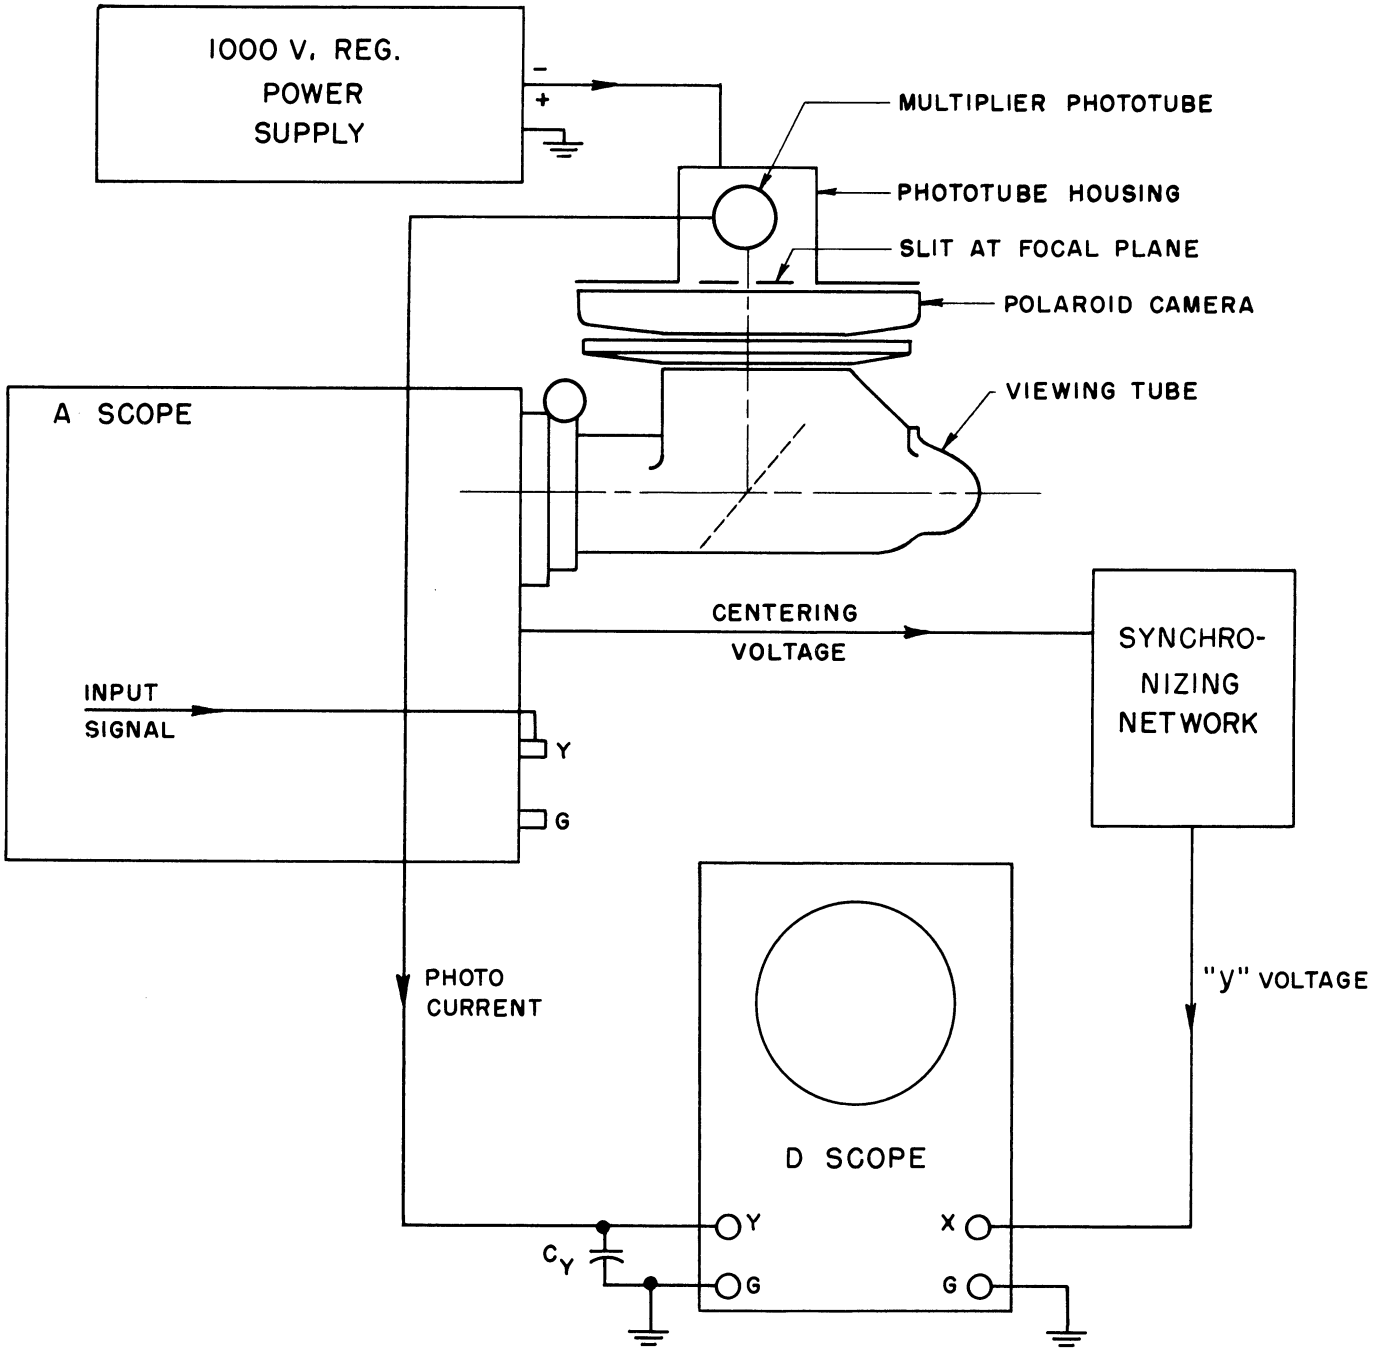 1000 V. REG.
POWER
SUPPLY
-
+
MULTIPLIER PHOTOTUBE
PHOTOTUBE HOUSING
SLIT AT FOCAL PLANE
POLAROID CAMERA
VIEWING TUBE
A SCOPE
CENTERING
VOLTAGE
SYNCHRO-
NIZING
NETWORK
INPUT
SIGNAL
Y
G
PHOTO
CURRENT
"y" VOLTAGE
D SCOPE
Y
X
CY
G
G